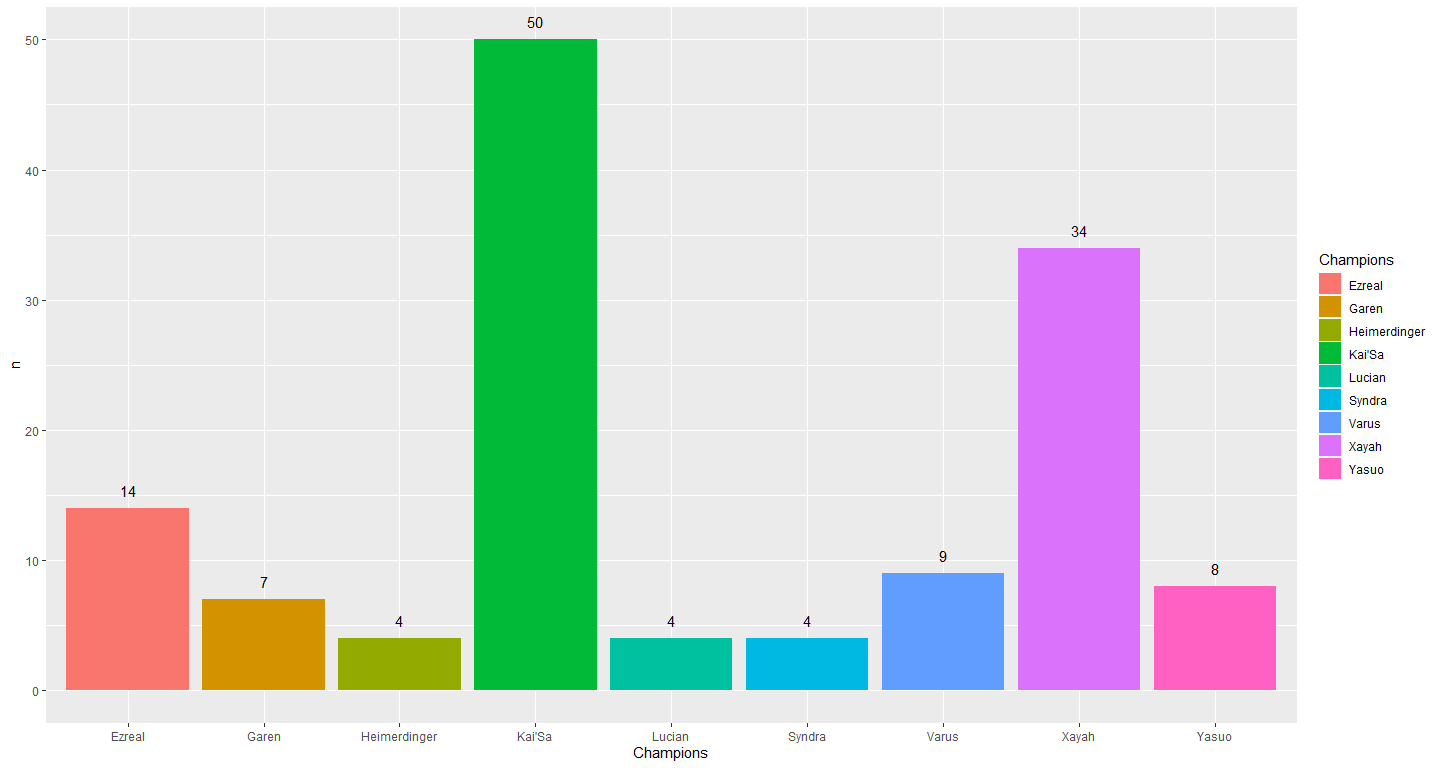 50
40
30
20
10
0
n
14
7
4
50
4
4
9
34
8
Ezreal
Garen
Heimerdinger
Kai'Sa
Lucian
Syndra
Varus
Xayah
Yasuo
Champions
Champions
Ezreal
Garen
Heimerdinger
Kai'Sa
Lucian
Syndra
Varus
Xayah
Yasuo